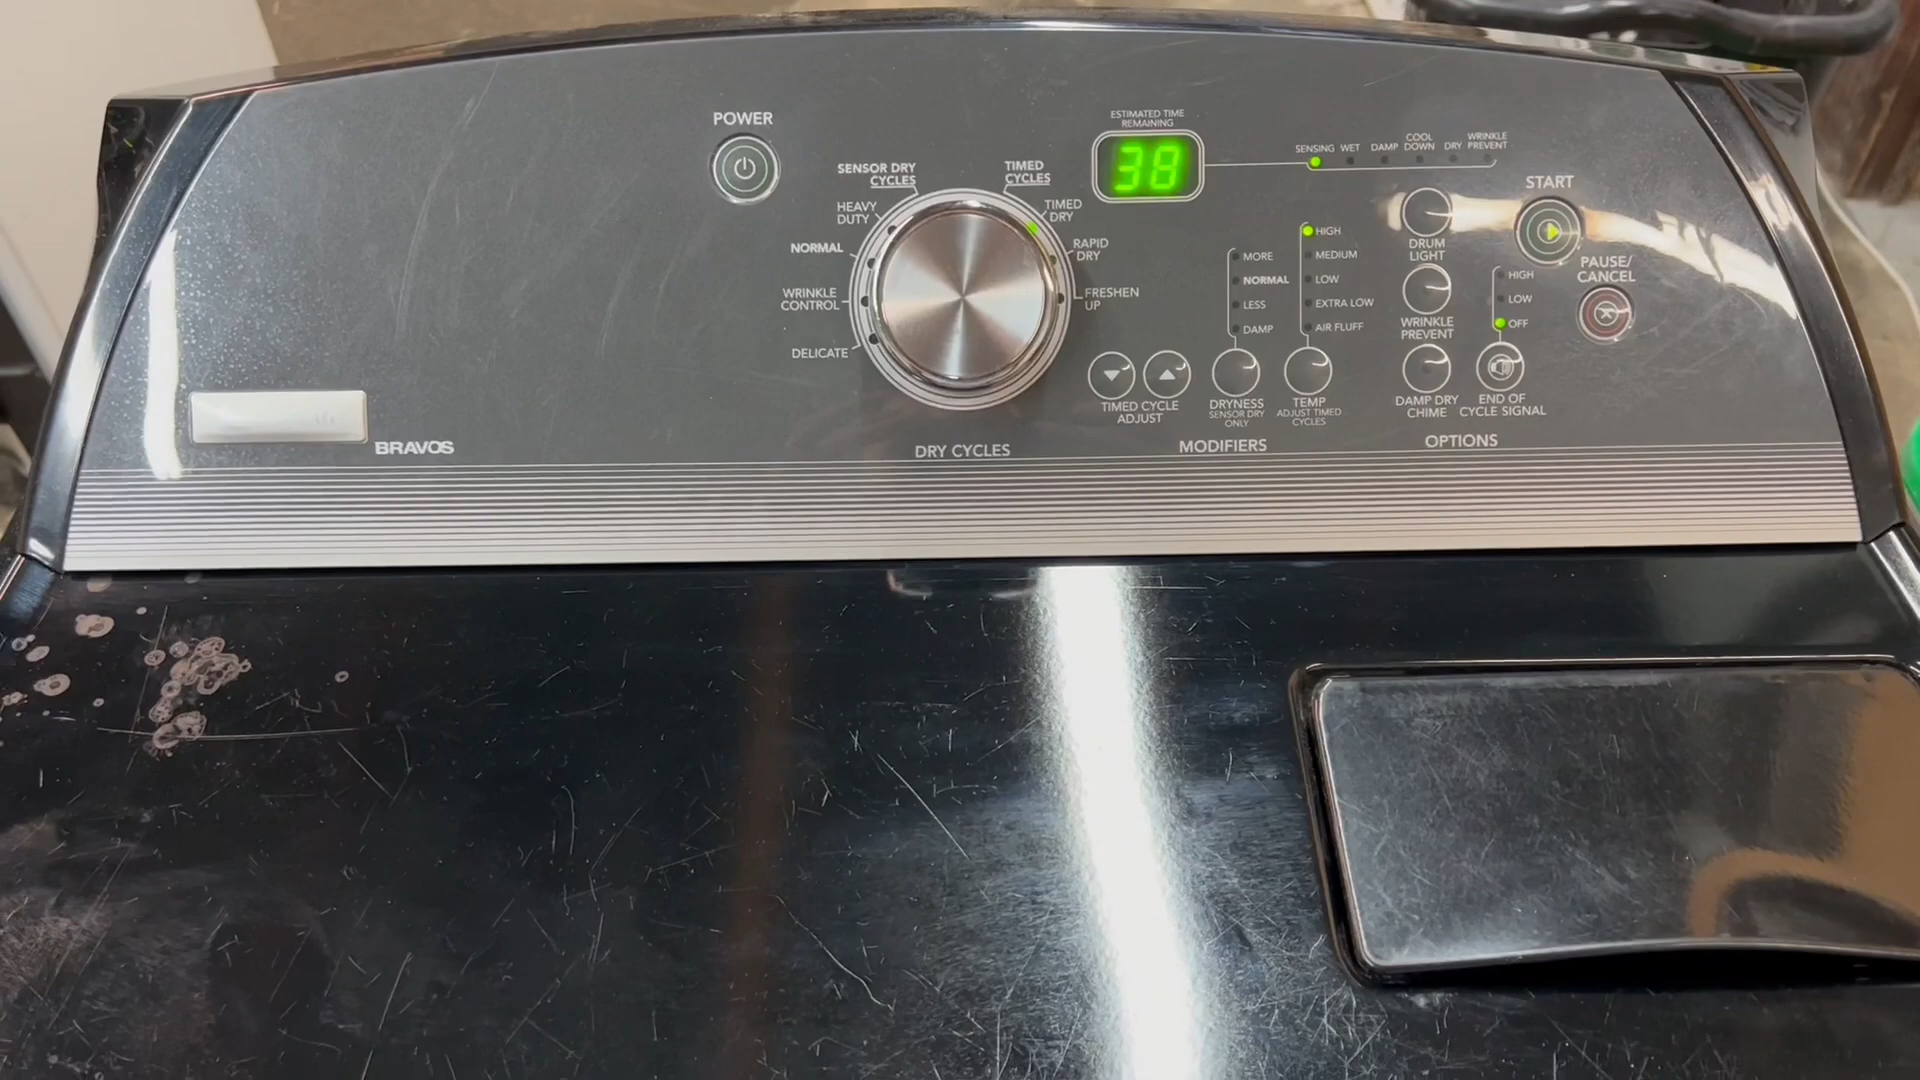 POWER
ESTIMATED TIME
REMAINING
38
SENSING
WET
DAMP
COOL
DOWN
DRY
WRINKLE
PREVENT
SENSOR DRY
CYCLES
TIMED
CYCLES
HEAVY
DUTY
NORMAL
WRINKLE
CONTROL
DELICATE
TIMED
DRY
RAPID
DRY
FRESHEN
UP
DRY CYCLES
TIMED CYCLE
ADJUST
MORE
NORMAL
LESS
DAMP
DRYNESS
SENSOR DRY
ONLY
HIGH
MEDIUM
LOW
EXTRA LOW
AIR FLUFF
TEMP
ADJUST TIMED
CYCLES
MODIFIERS
DRUM
LIGHT
WRINKLE
PREVENT
DAMP DRY
CHIME
HIGH
LOW
OFF
END OF
CYCLE SIGNAL
OPTIONS
START
PAUSE/
CANCEL
BRAVOS